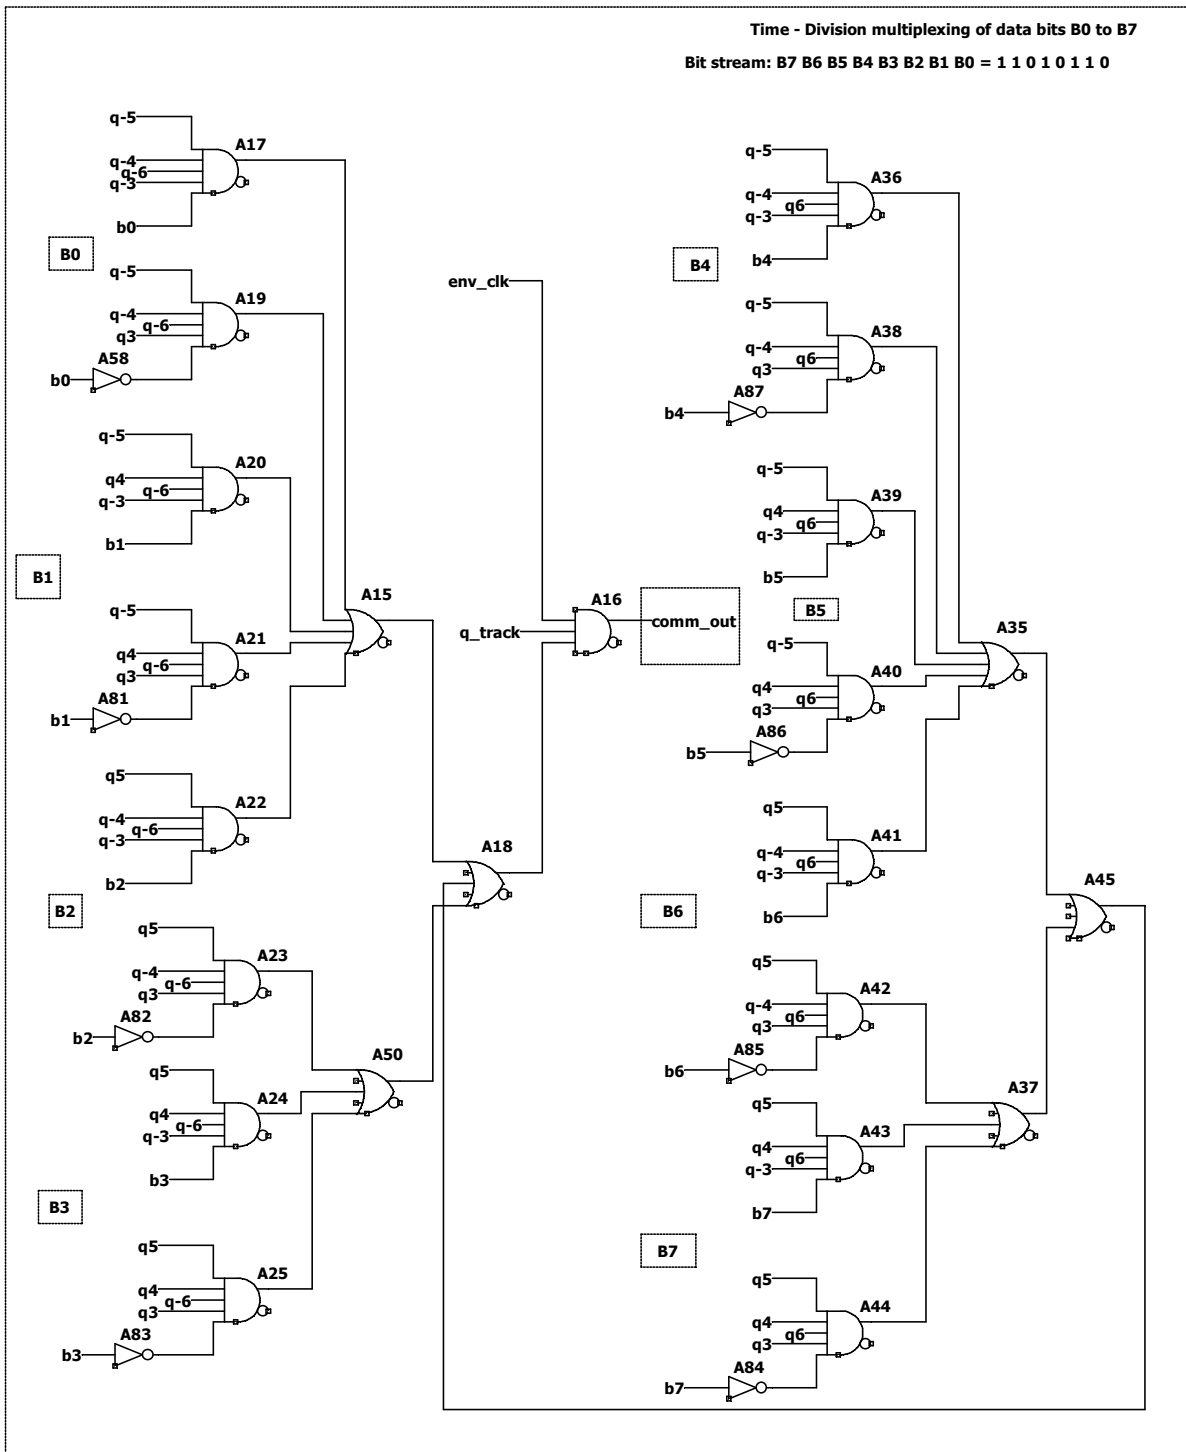 Time - Division multiplexing of data bits B0 to B7
Bit stream: B7 B6 B5 B4 B3 B2 B1 B0 = 1 1 0 1 0 1 1 0
q-5
A17
q-4
q-6
q-3
b0
B0
q-5
A19
q-4
q-6
q3
A58
b0
q-5
A20
q4
q-6
q-3
b1
B1
q-5
A21
q4
q-6
q3
A81
b1
q5
A22
q-4
q-6
q-3
b2
B2
q5
A23
q-4
q-6
q3
A82
b2
q5
A24
q4
q-6
q-3
b3
B3
q5
A25
q4
q-6
q3
A83
b3
A15
A50
A18
env_clk
A16
q_track
comm_out
q-5
A36
q-4
q6
q-3
b4
B4
q-5
A38
q-4
q6
q3
A87
b4
q-5
A39
q4
q6
q-3
b5
B5
q-5
A40
q4
q6
q3
A86
b5
q5
A41
q-4
q6
q-3
b6
B6
q5
A42
q-4
q6
q3
A85
b6
q5
A43
q4
q6
q-3
b7
B7
q5
A44
q4
q6
q3
A84
b7
A35
A37
A45